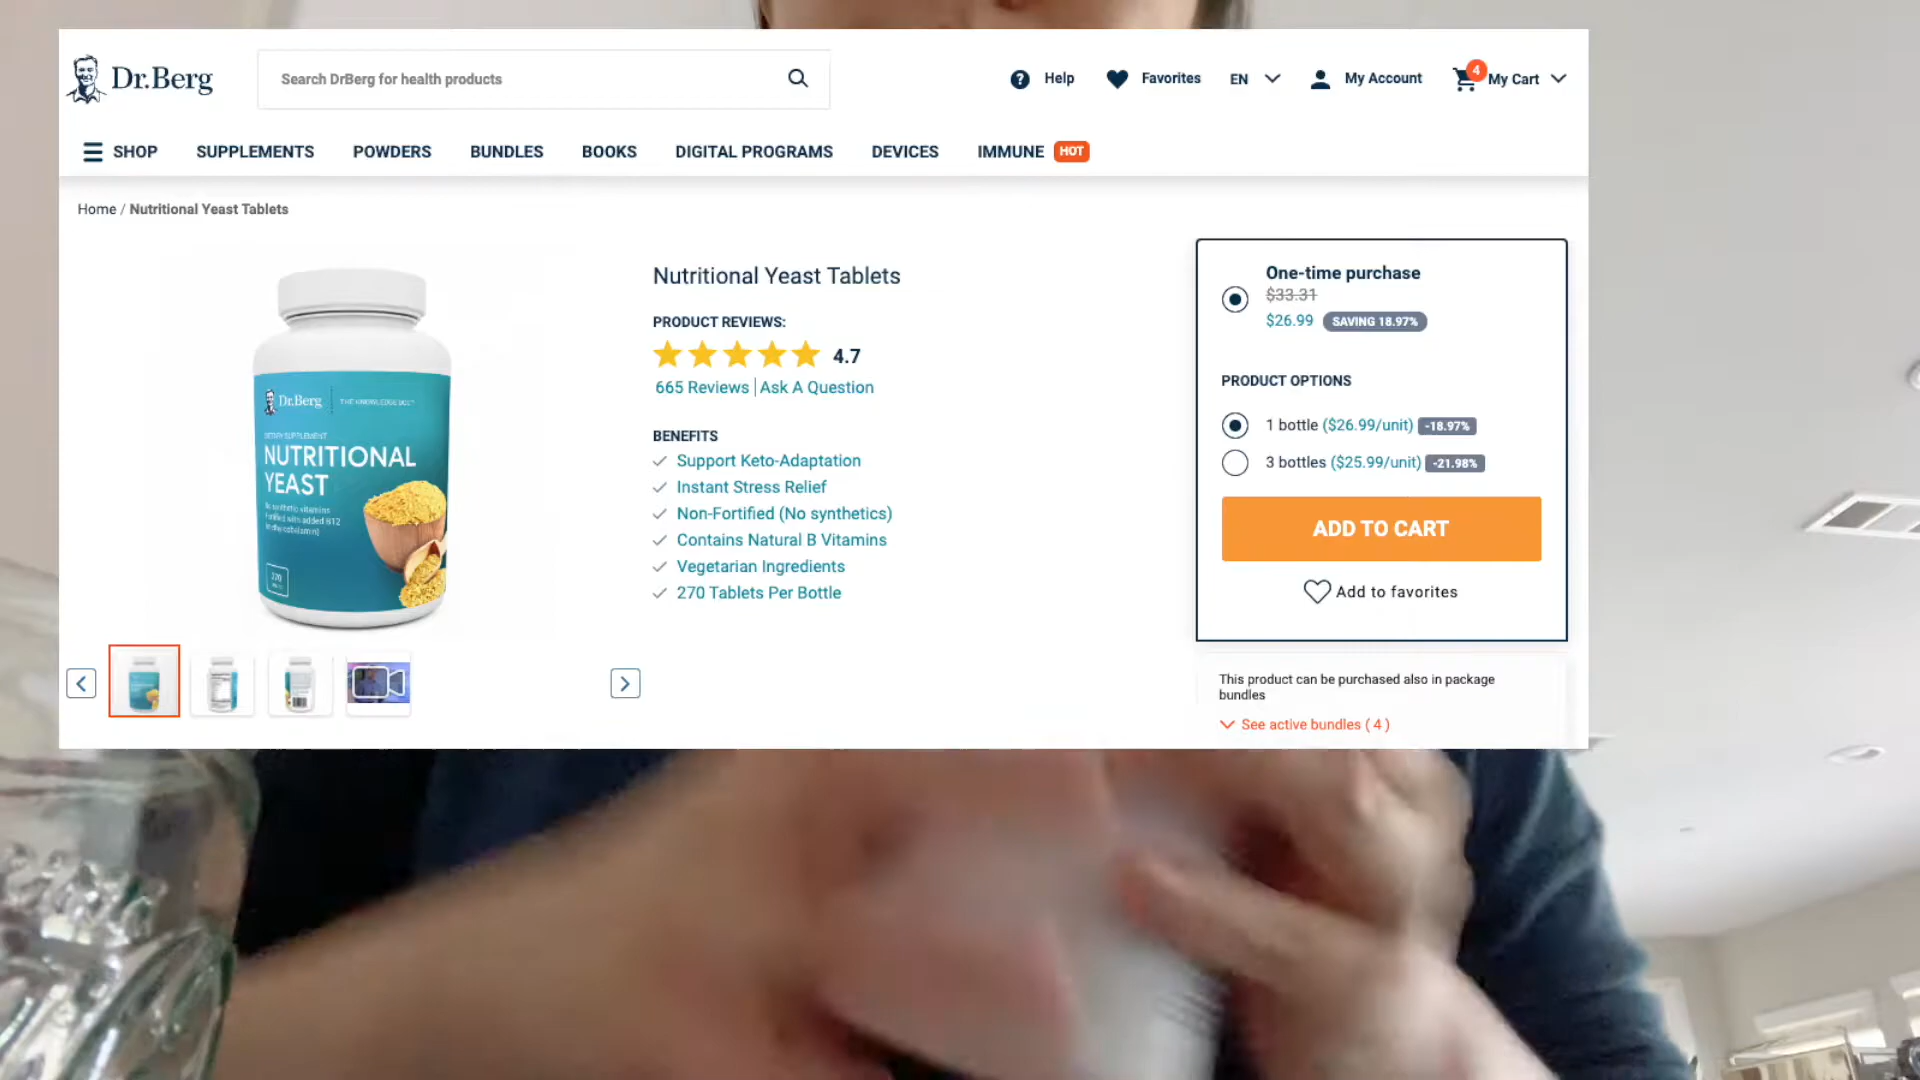 Dr.Berg
Search DrBerg for health products
Help
Favorites
EN
My Account
4
My Cart
SHOP
SUPPLEMENTS
POWDERS
BUNDLES
BOOKS
DIGITAL PROGRAMS
DEVICES
IMMUNE HOT
Home / Nutritional Yeast Tablets
Dr.Berg
DIETARY SUPPLEMENT
NUTRITIONAL
YEAST
No synthetic vitamins
Fortified with added B12
270
Nutritional Yeast Tablets
PRODUCT REVIEWS:
4.7
665 Reviews | Ask A Question
BENEFITS
Support Keto-Adaptation
Instant Stress Relief
Non-Fortified (No synthetics)
Contains Natural B Vitamins
Vegetarian Ingredients
270 Tablets Per Bottle
One-time purchase
$33.31
$26.99 SAVING 18.97%
PRODUCT OPTIONS
1 bottle ($26.99/unit) -18.97%
3 bottles ($25.99/unit) -21.98%
ADD TO CART
Add to favorites
This product can be purchased also in package
bundles
See active bundles ( 4 )